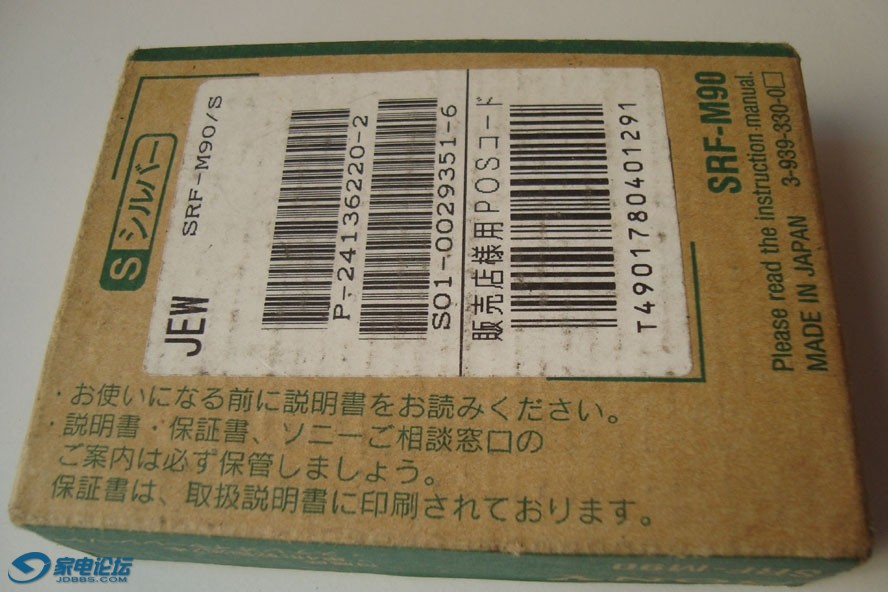 S シルバー
JEW
SRF-M90/S
P-24136220-2
S01-0029351-6
販売店様用POSコード
T4901780401291
SRF-M90
Please read the instruction manual.
MADE IN JAPAN 3-939-330-0□
・お使いになる前に説明書をお読みください。
・説明書・保証書、ソニーご相談窓口の
ご案内は必ず保管しましょう。
保証書は、取扱説明書に印刷されております。
SRF-M90
家电论坛
JDBBS.COM